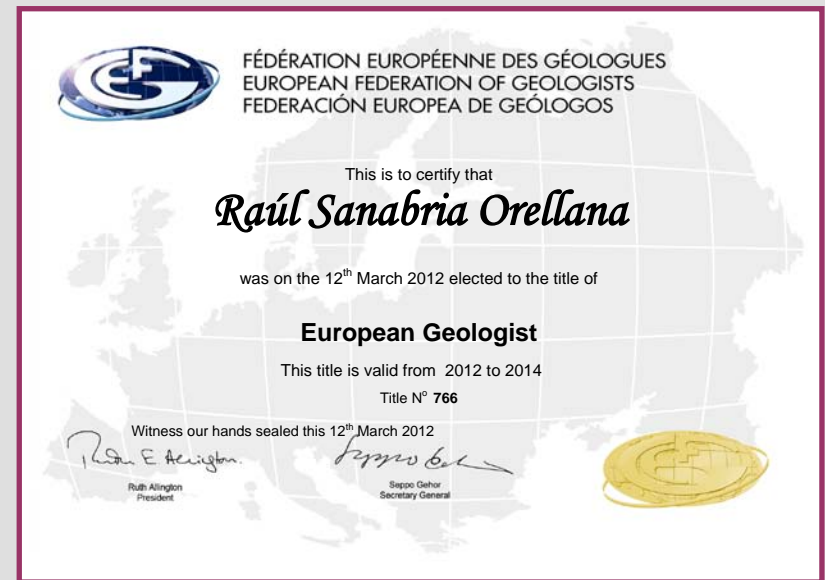 FÉDÉRATION EUROPÉENNE DES GÉOLOGUES
EUROPEAN FEDERATION OF GEOLOGISTS
FEDERACIÓN EUROPEA DE GEÓLOGOS
This is to certify that
Raúl Sanabria Orellana
was on the 12th March 2012 elected to the title of
European Geologist
This title is valid from 2012 to 2014
Title No 766
Witness our hands sealed this 12th March 2012
Ruth E Allington.
Ruth Allington
President
Seppo Gehor
Secretary General